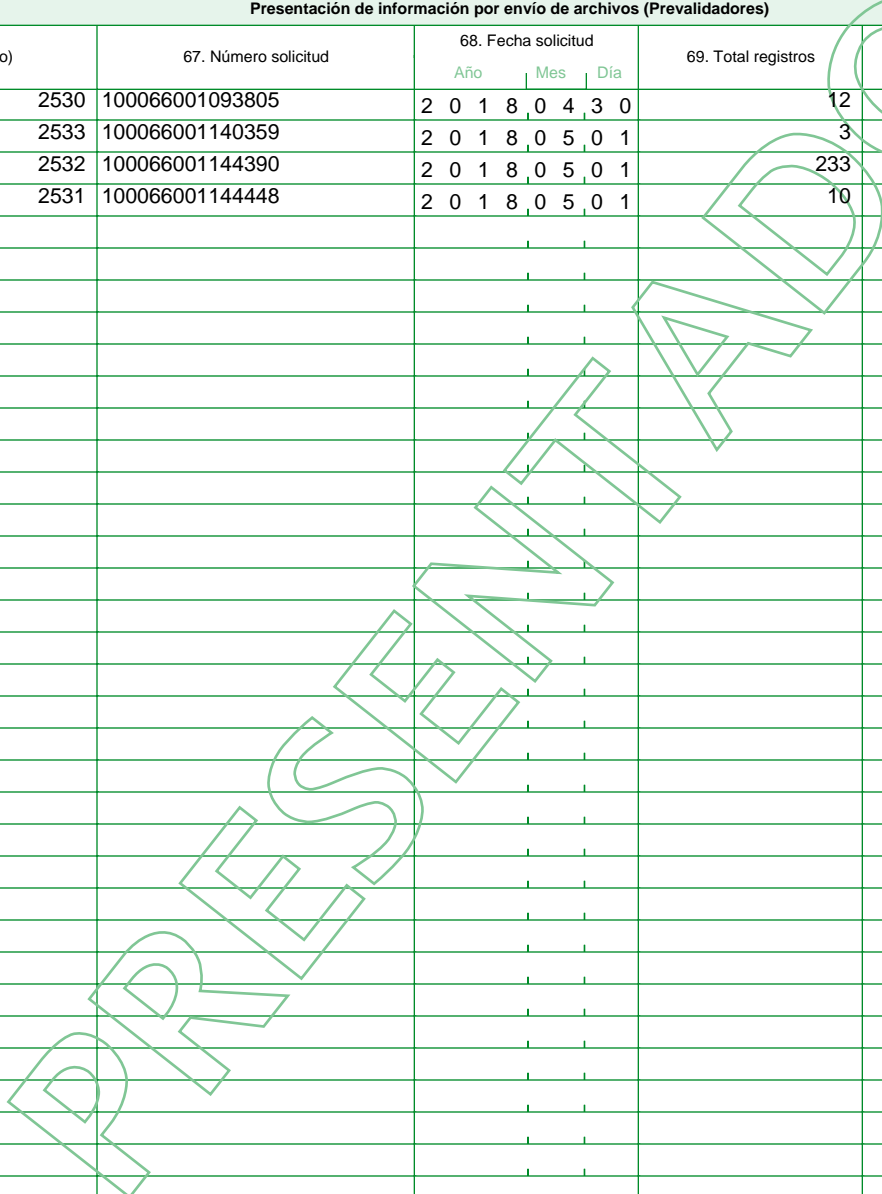 Presentación de información por envío de archivos (Prevalidadores)
o) 67. Número solicitud 68. Fecha solicitud 69. Total registros
Año Mes Día
2530 100066001093805 2 0 1 8 0 4 3 0 12
2533 100066001140359 2 0 1 8 0 5 0 1 3
2532 100066001144390 2 0 1 8 0 5 0 1 233
2531 100066001144448 2 0 1 8 0 5 0 1 10
PRESENTADO